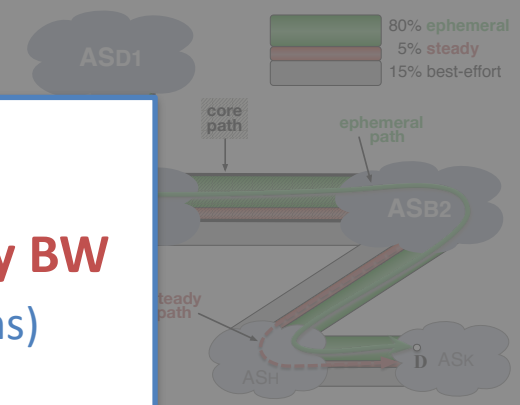 80% ephemeral
5% steady
15% best-effort
ASD1
core
path
ephemeral
path
ASB2
y BW
teady
path
ns)
ASH
D
ASK